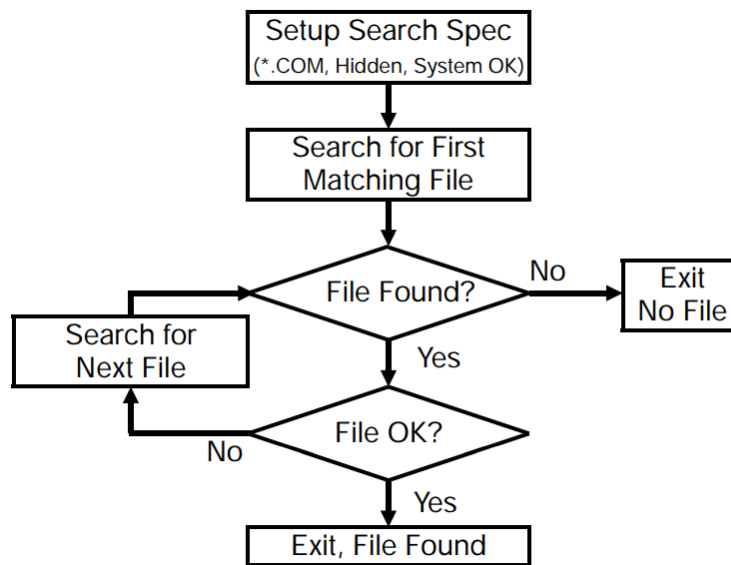 Setup Search Spec
(*.COM, Hidden, System OK)
Search for First
Matching File
File Found?
No
Exit
No File
Search for
Next File
Yes
File OK?
No
Yes
Exit, File Found